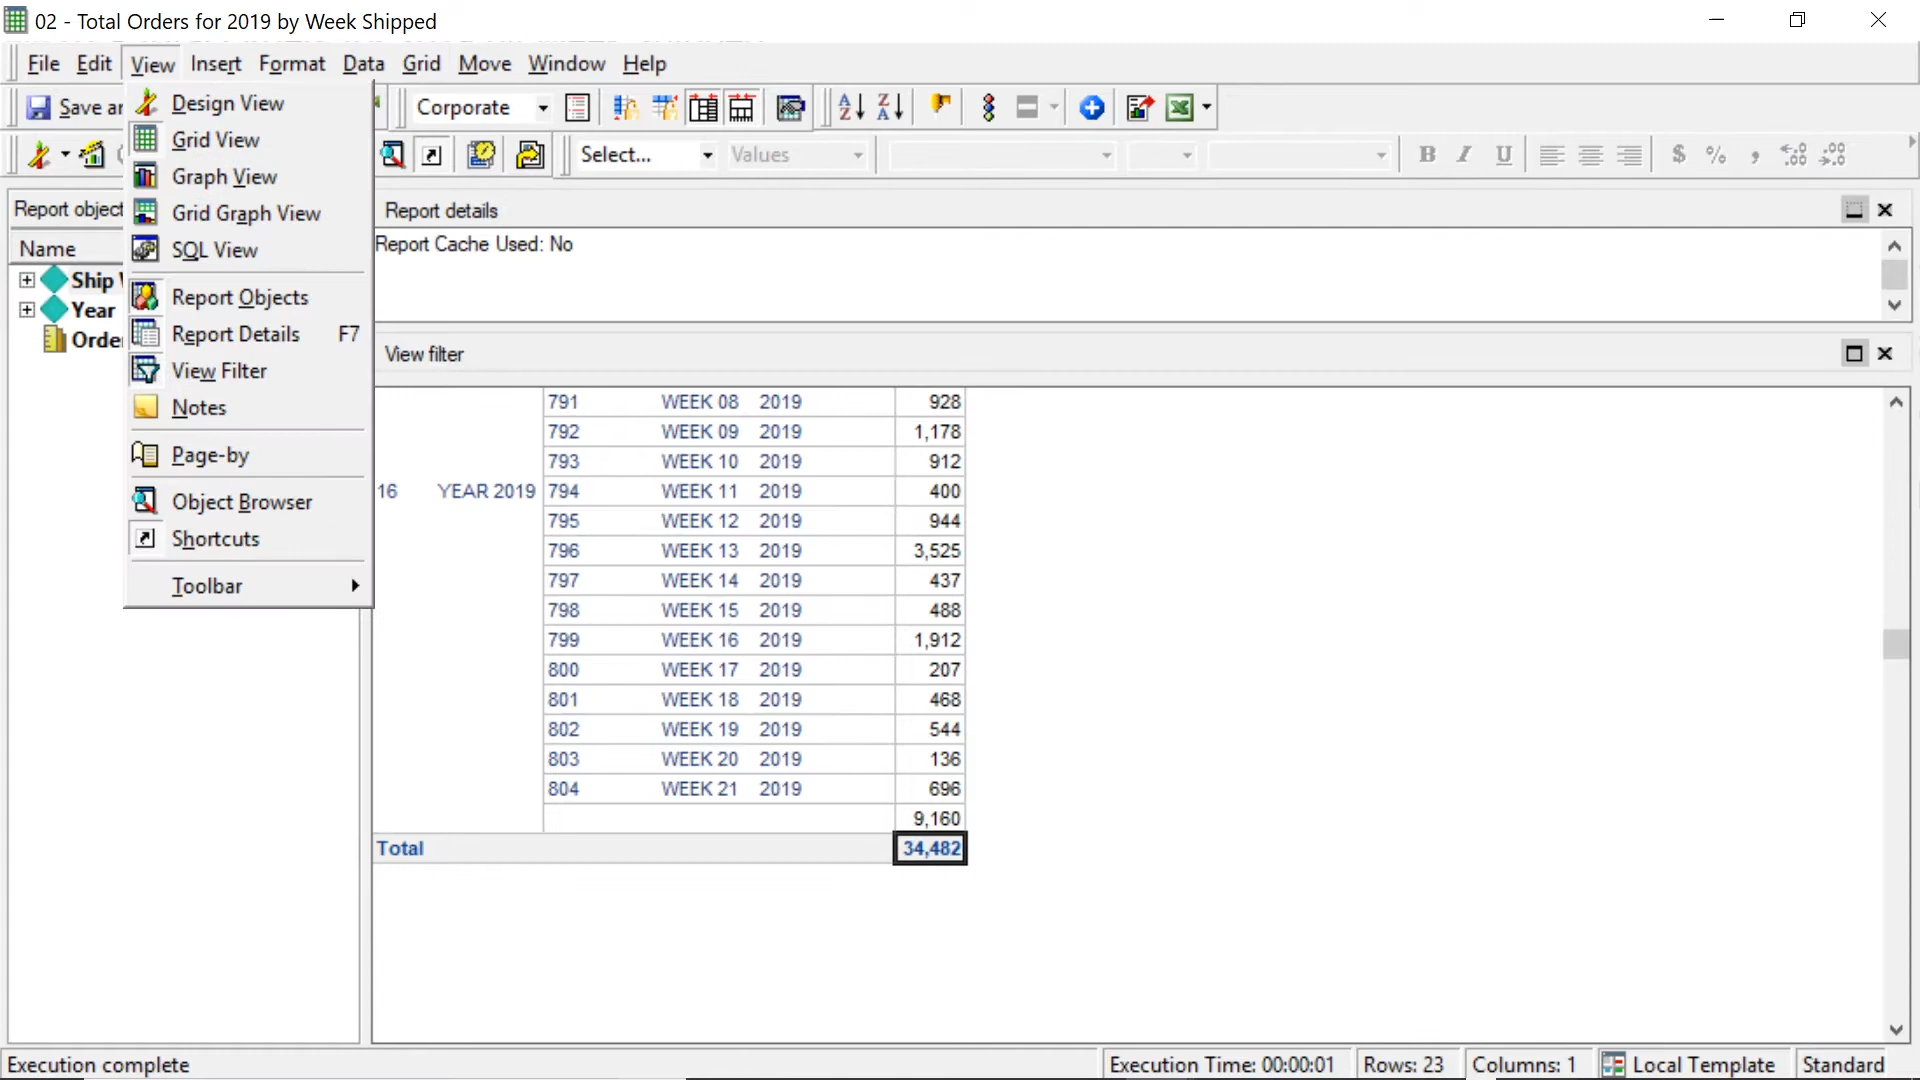 02 - Total Orders for 2019 by Week Shipped
File Edit View Insert Format Data Grid Move Window Help
Save an
Corporate
Select...
Values
B I U $ % ,
Design View
Grid View
Graph View
Grid Graph View
SQL View
Report Objects
Report Details F7
View Filter
Notes
Page-by
Object Browser
Shortcuts
Toolbar
Report object
Name
Ship
Year
Order
Report details
Report Cache Used: No
View filter
16 YEAR 2019
791 WEEK 08 2019 928
792 WEEK 09 2019 1,178
793 WEEK 10 2019 912
794 WEEK 11 2019 400
795 WEEK 12 2019 944
796 WEEK 13 2019 3,525
797 WEEK 14 2019 437
798 WEEK 15 2019 488
799 WEEK 16 2019 1,912
800 WEEK 17 2019 207
801 WEEK 18 2019 468
802 WEEK 19 2019 544
803 WEEK 20 2019 136
804 WEEK 21 2019 696
9,160
Total 34,482
Execution complete
Execution Time: 00:00:01
Rows: 23
Columns: 1
Local Template
Standard